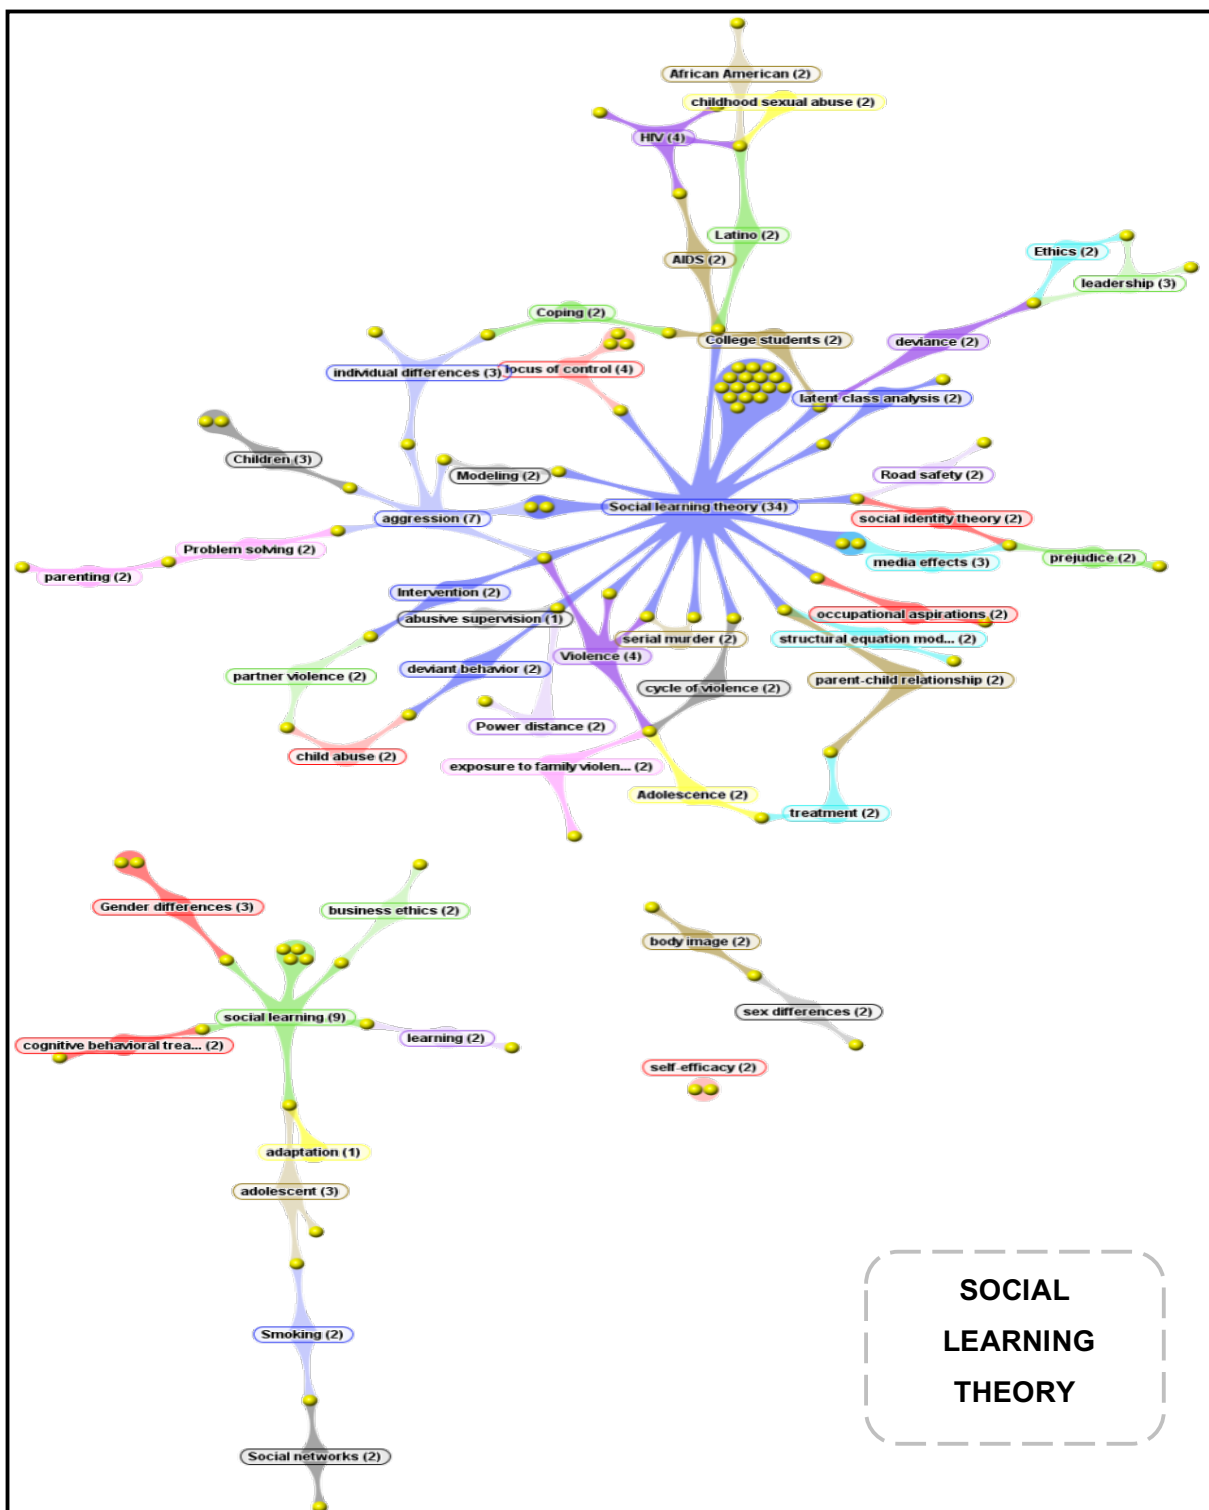 African American (2)
childhood sexual abuse (2)
HIV (4)
Latino (2)
AIDS (2)
Ethics (2)
leadership (3)
Coping (2)
College students (2)
deviance (2)
individual differences (3)
locus of control (4)
latent class analysis (2)
Children (3)
Modeling (2)
Road safety (2)
Social learning theory (34)
aggression (7)
social identity theory (2)
Problem solving (2)
parenting (2)
media effects (3)
prejudice (2)
Intervention (2)
abusive supervision (1)
occupational aspirations (2)
serial murder (2)
structural equation mod... (2)
Violence (4)
partner violence (2)
deviant behavior (2)
cycle of violence (2)
parent-child relationship (2)
Power distance (2)
child abuse (2)
exposure to family violen... (2)
Adolescence (2)
treatment (2)
Gender differences (3)
business ethics (2)
body image (2)
social learning (9)
sex differences (2)
cognitive behavioral trea... (2)
learning (2)
self-efficacy (2)
adaptation (1)
adolescent (3)
SOCIAL
LEARNING
THEORY
Smoking (2)
Social networks (2)